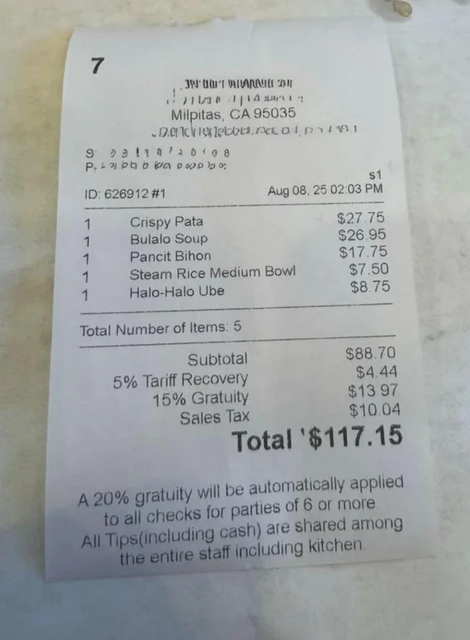 7
Milpitas, CA 95035
s1
ID: 626912 #1 Aug 08, 25 02:03 PM
1 Crispy Pata $27.75
1 Bulalo Soup $26.95
1 Pancit Bihon $17.75
1 Steam Rice Medium Bowl $7.50
1 Halo-Halo Ube $8.75
Total Number of Items: 5
Subtotal $88.70
5% Tariff Recovery $4.44
15% Gratuity $13.97
Sales Tax $10.04
Total $117.15
A 20% gratuity will be automatically applied
to all checks for parties of 6 or more
All Tips(including cash) are shared among
the entire staff including kitchen.